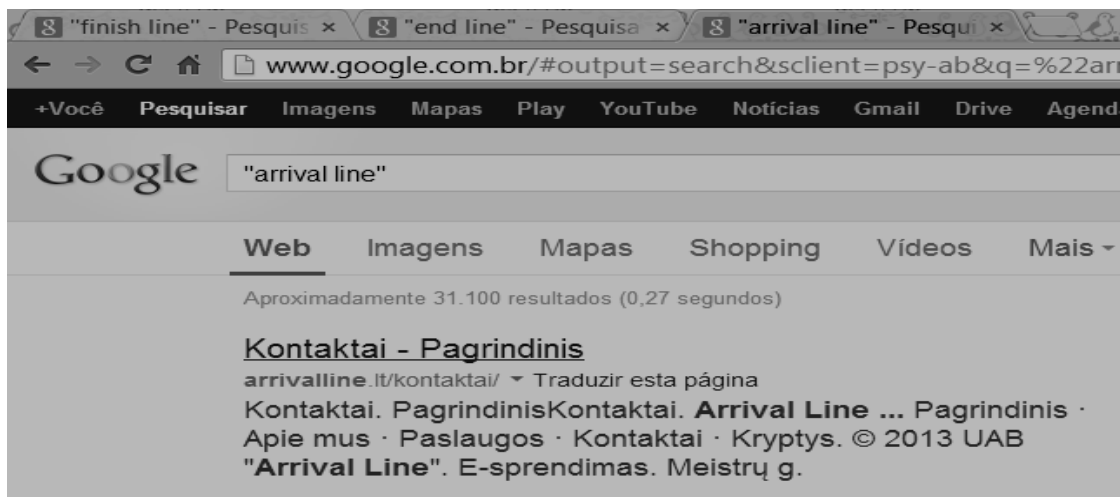 "finish line" - Pesquis × "end line" - Pesquisa × "arrival line" - Pesqui ×
www.google.com.br/#output=search&sclient=psy-ab&q=%22arr
+Você Pesquisar Imagens Mapas Play YouTube Notícias Gmail Drive Agend
Google "arrival line"
Web Imagens Mapas Shopping Vídeos Mais
Aproximadamente 31.100 resultados (0,27 segundos)
Kontaktai - Pagrindinis
arrivalline.lt/kontaktai/ Traduzir esta página
Kontaktai. PagrindinisKontaktai. Arrival Line ... Pagrindinis ·
Apie mus · Paslaugos · Kontaktai · Kryptys. © 2013 UAB
"Arrival Line". E-sprendimas. Meistrų g.